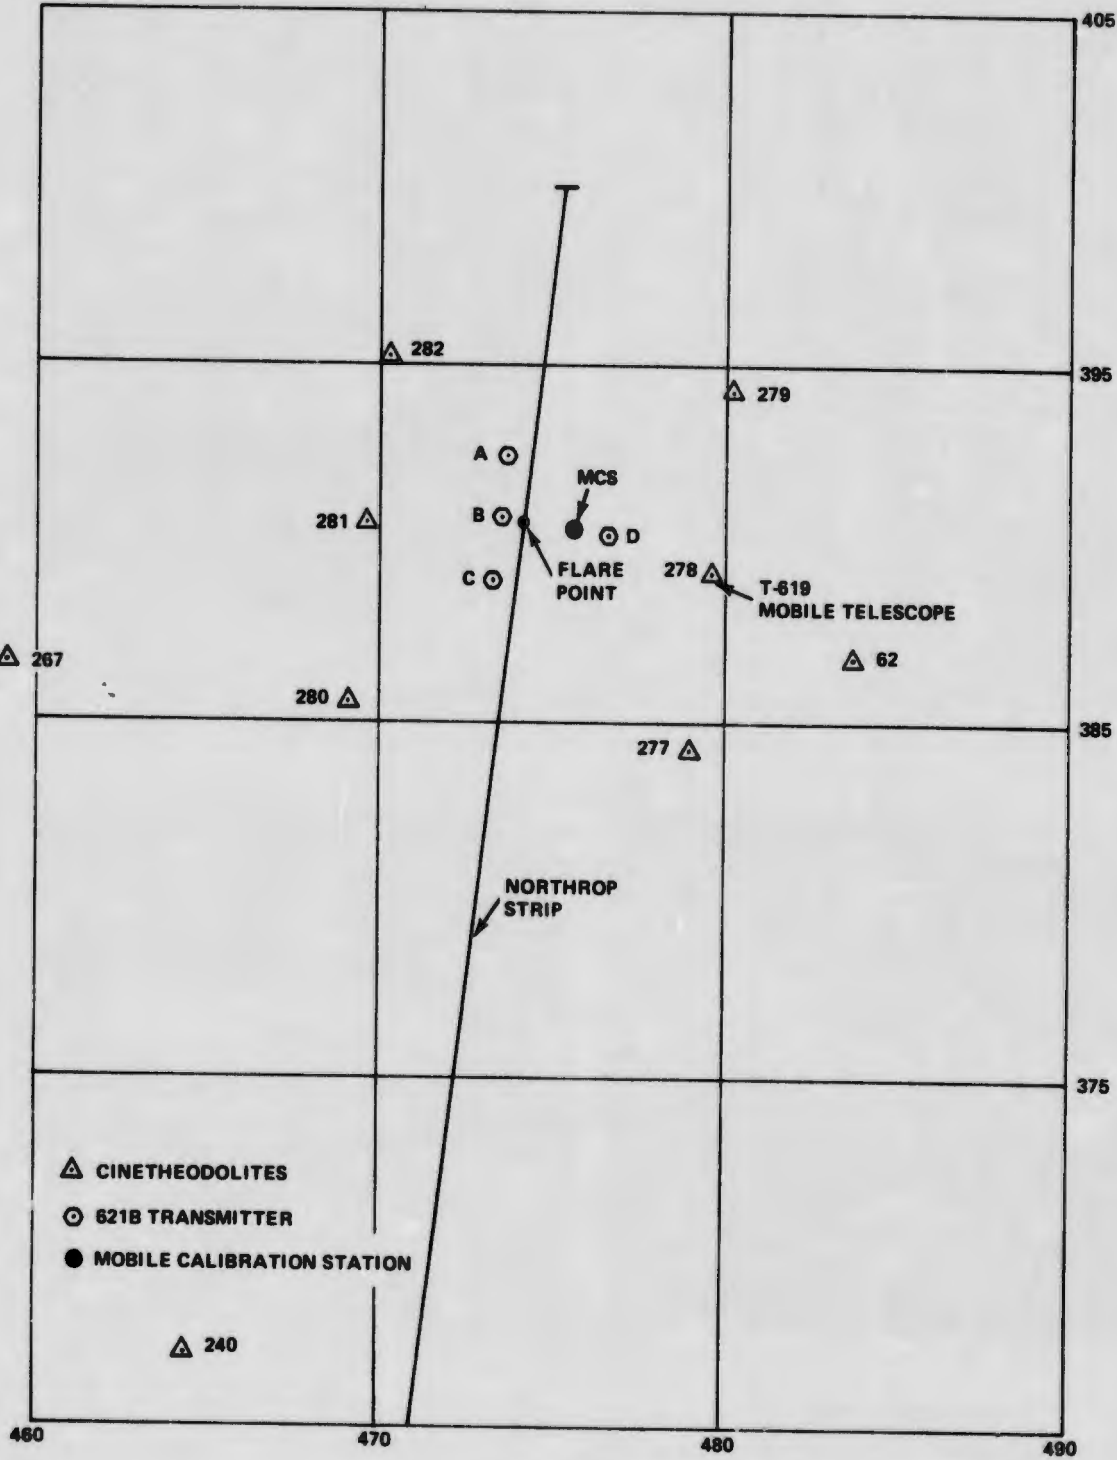 405
282
395
279
A
MCS
281
B
D
FLARE
POINT
C
278
T-619
MOBILE TELESCOPE
267
62
280
385
277
NORTHROP
STRIP
375
CINETHEODOLITES
621B TRANSMITTER
MOBILE CALIBRATION STATION
240
460
470
480
490